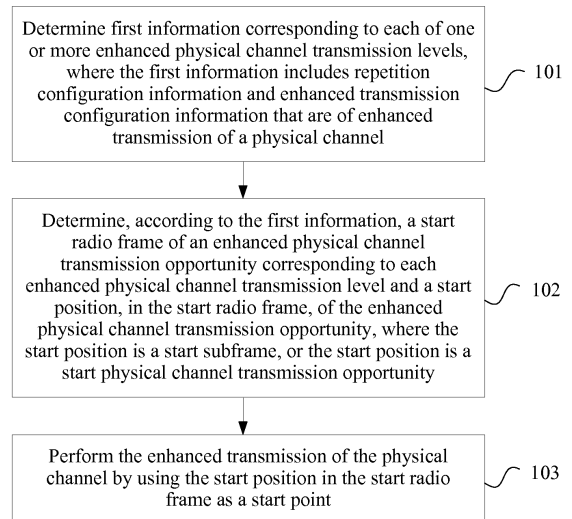 Determine first information corresponding to each of one
or more enhanced physical channel transmission levels,
where the first information includes repetition
configuration information and enhanced transmission
configuration information that are of enhanced
transmission of a physical channel
101
Determine, according to the first information, a start
radio frame of an enhanced physical channel
transmission opportunity corresponding to each
enhanced physical channel transmission level and a start
position, in the start radio frame, of the enhanced
physical channel transmission opportunity, where the
start position is a start subframe, or the start position is a
start physical channel transmission opportunity
102
Perform the enhanced transmission of the physical
channel by using the start position in the start radio
frame as a start point
103